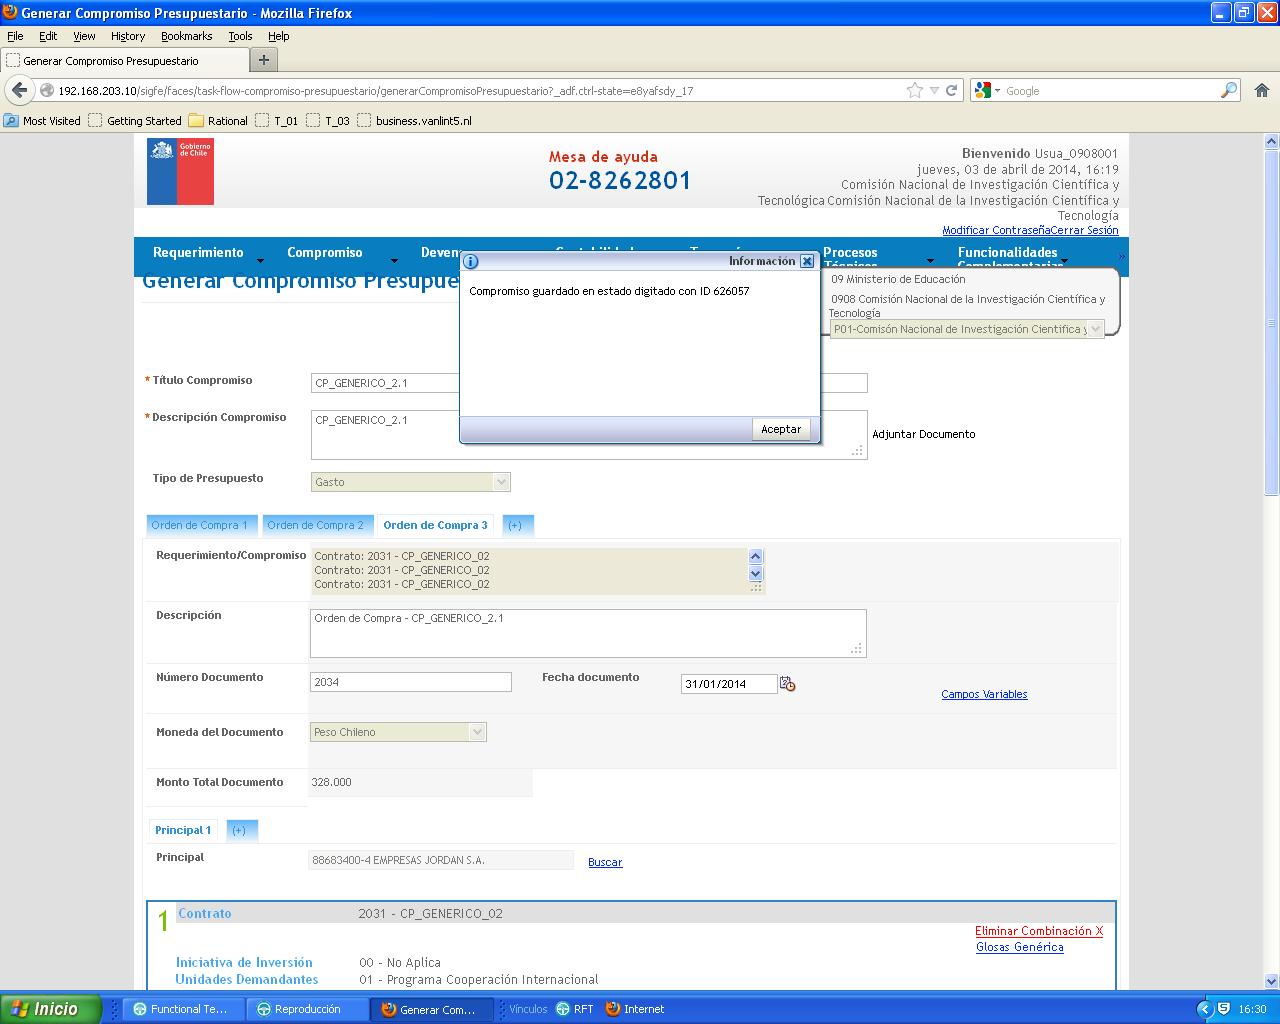 Generar Compromiso Presupuestario - Mozilla Firefox
File Edit View History Bookmarks Tools Help
Generar Compromiso Presupuestario +
192.168.203.10/sigfe/faces/task-flow-compromiso-presupuestario/generarCompromisoPresupuestario?_adf.ctrl-state=e8yafsdy_17
Google
Most Visited Getting Started Rational T_01 T_03 business.vanlint5.nl
Gobierno
de Chile
Mesa de ayuda
02-8262801
Bienvenido Usua_0908001
jueves, 03 de abril de 2014, 16:19
Comisión Nacional de Investigación Científica y
Tecnológica Comisión Nacional de la Investigación Científica y
Tecnología
Modificar Contraseña Cerrar Sesión
Requerimiento Compromiso Deven Procesos Funcionalidades »
Generar Compromiso Presupue
Información
Compromiso guardado en estado digitado con ID 626057
Aceptar
09 Ministerio de Educación
0908 Comisión Nacional de la Investigación Científica y
Tecnología
P01-Comisón Nacional de Investigación Cientifica y
* Título Compromiso CP_GENERICO_2.1
* Descripción Compromiso CP_GENERICO_2.1
Adjuntar Documento
Tipo de Presupuesto Gasto
Orden de Compra 1 Orden de Compra 2 Orden de Compra 3 (+)
Requerimiento/Compromiso Contrato: 2031 - CP_GENERICO_02
Contrato: 2031 - CP_GENERICO_02
Contrato: 2031 - CP_GENERICO_02
Descripción Orden de Compra - CP_GENERICO_2.1
Número Documento 2034 Fecha documento 31/01/2014
Campos Variables
Moneda del Documento Peso Chileno
Monto Total Documento 328.000
Principal 1 (+)
Principal 88683400-4 EMPRESAS JORDAN S.A. Buscar
1 Contrato 2031 - CP_GENERICO_02
Eliminar Combinación X
Glosas Genérica
Iniciativa de Inversión 00 - No Aplica
Unidades Demandantes 01 - Programa Cooperación Internacional
Inicio Functional Te... Reproducción Generar Com... Vínculos RFT Internet 16:30